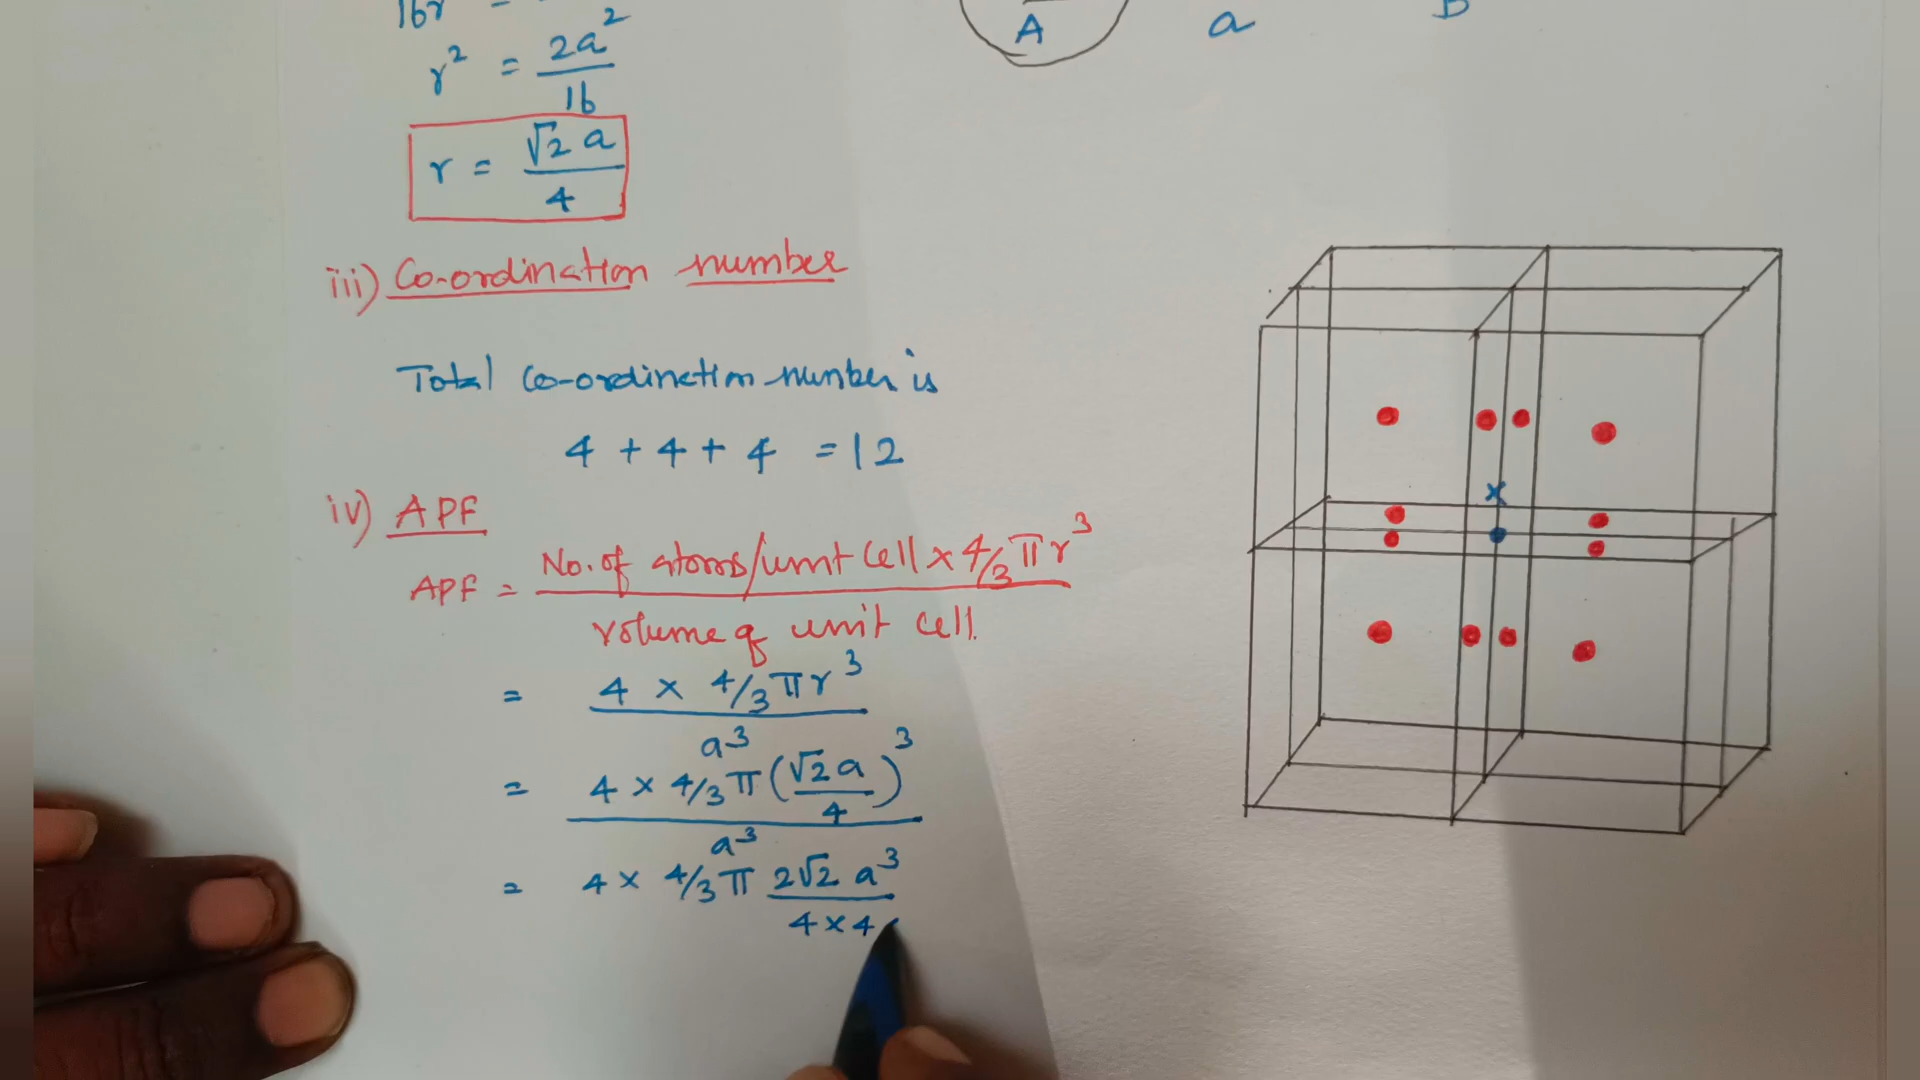 16r =
r² = 2a² / 16
r = √2 a / 4
A a B
iii) Co-ordination number
Total co-ordination number is
4 + 4 + 4 = 12
iv) APF
APF = No. of atoms/unit cell × 4/3 π r³ / volume of unit cell.
= 4 × 4/3 π r³ / a³
= 4 × 4/3 π (√2 a / 4)³ / a³
= 4 × 4/3 π 2√2 a³ / 4 × 4
x